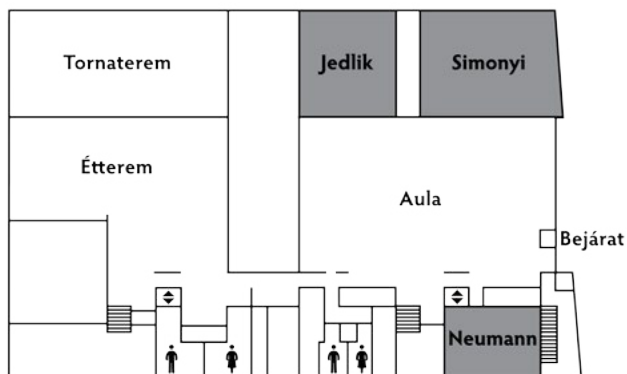 Tornaterem
Jedlik
Simonyi
Étterem
Aula
Bejárat
Neumann